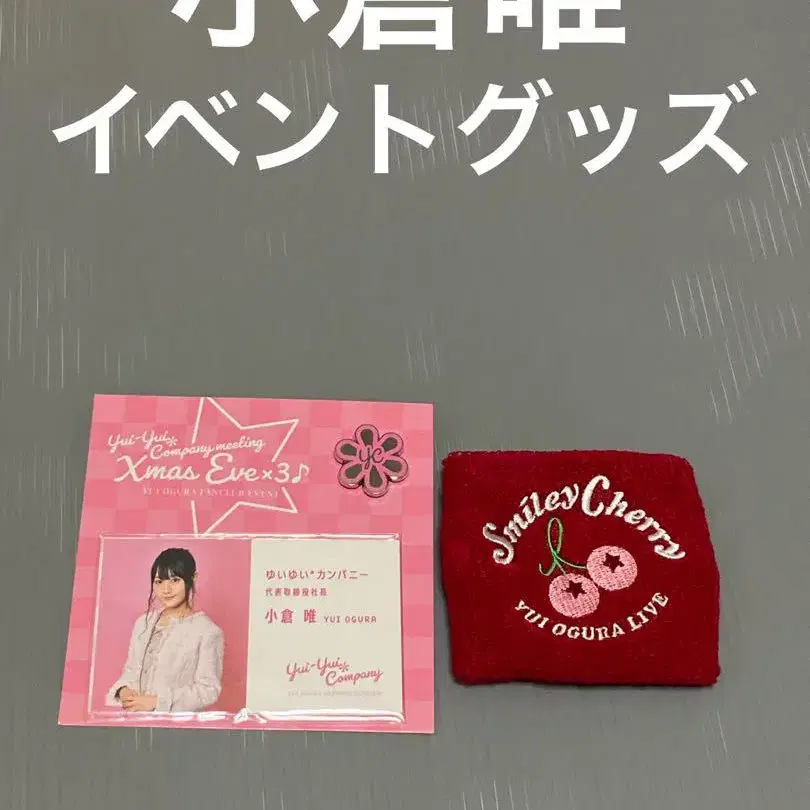 小倉唯
イベントグッズ
Yui-Yui
Company meeting
Xmas Eve×3♪
YUI OGURA FANCLUB EVENT
YC
ゆいゆい*カンパニー
代表取締役社長
小倉 唯 YUI OGURA
Yui-Yui
Company
Smiley Cherry
YUI OGURA LIVE